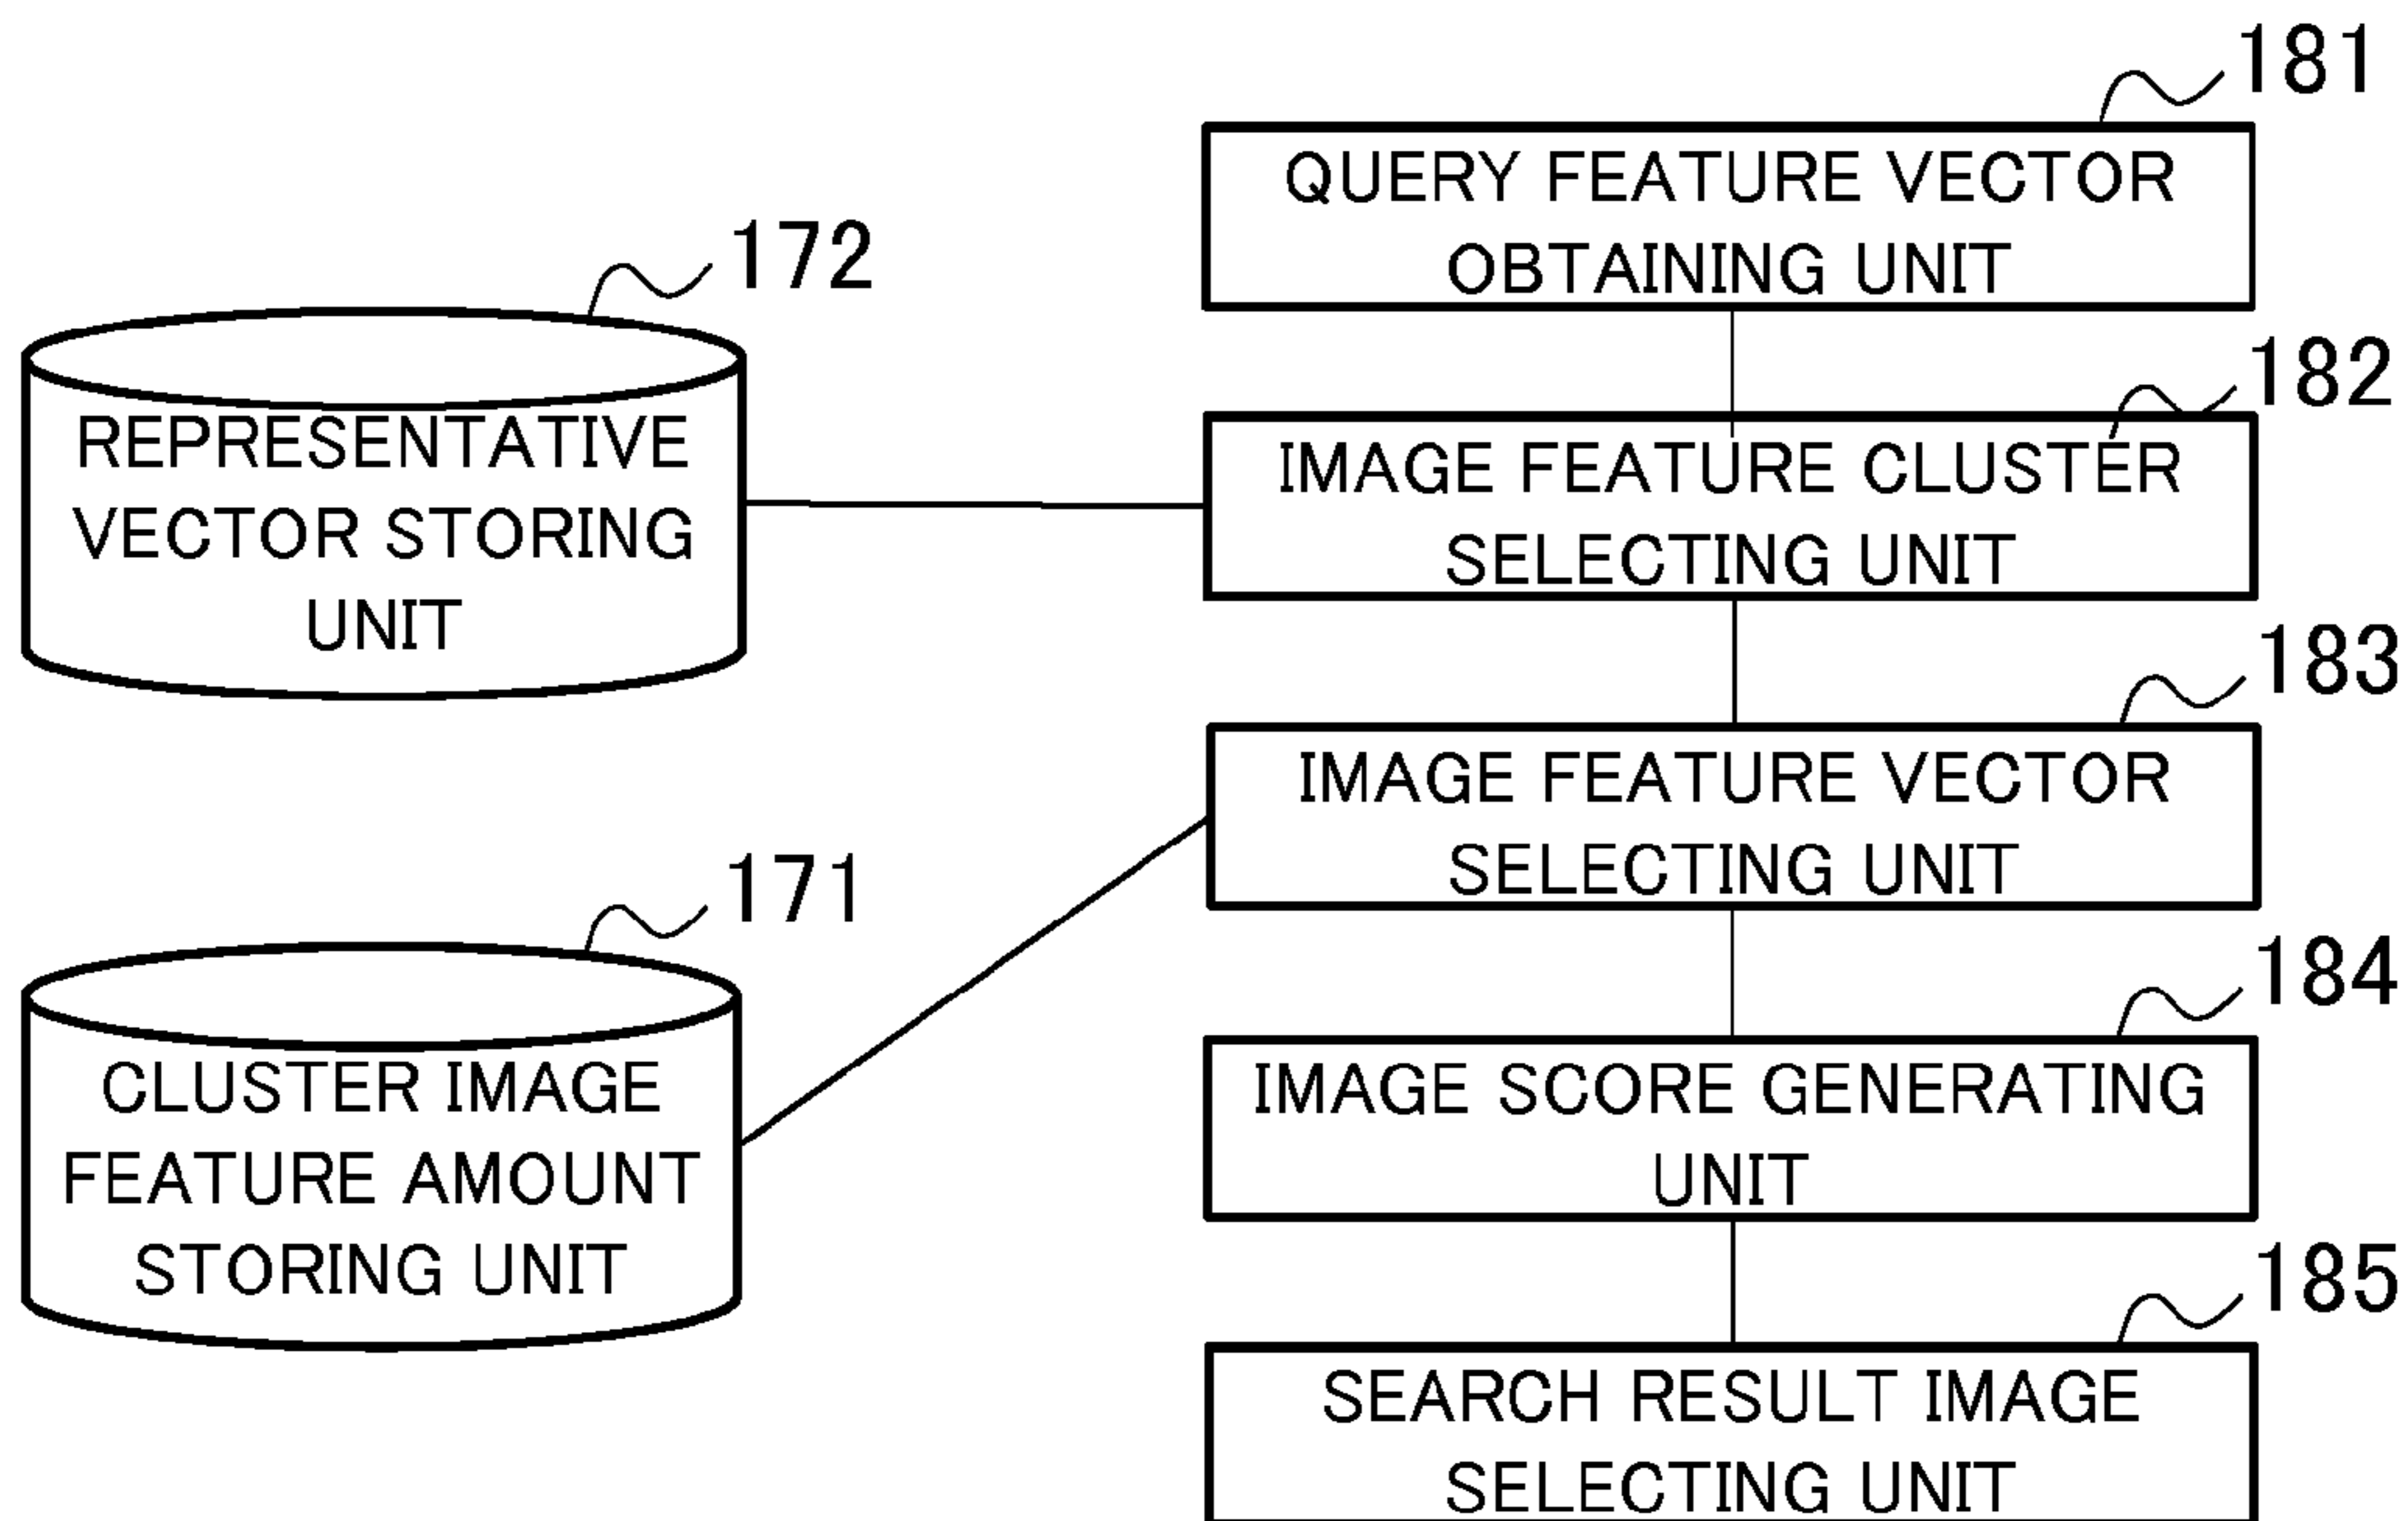 181
QUERY FEATURE VECTOR
OBTAINING UNIT
172
REPRESENTATIVE
VECTOR STORING
UNIT
182
IMAGE FEATURE CLUSTER
SELECTING UNIT
183
IMAGE FEATURE VECTOR
SELECTING UNIT
171
CLUSTER IMAGE
FEATURE AMOUNT
STORING UNIT
184
IMAGE SCORE GENERATING
UNIT
185
SEARCH RESULT IMAGE
SELECTING UNIT